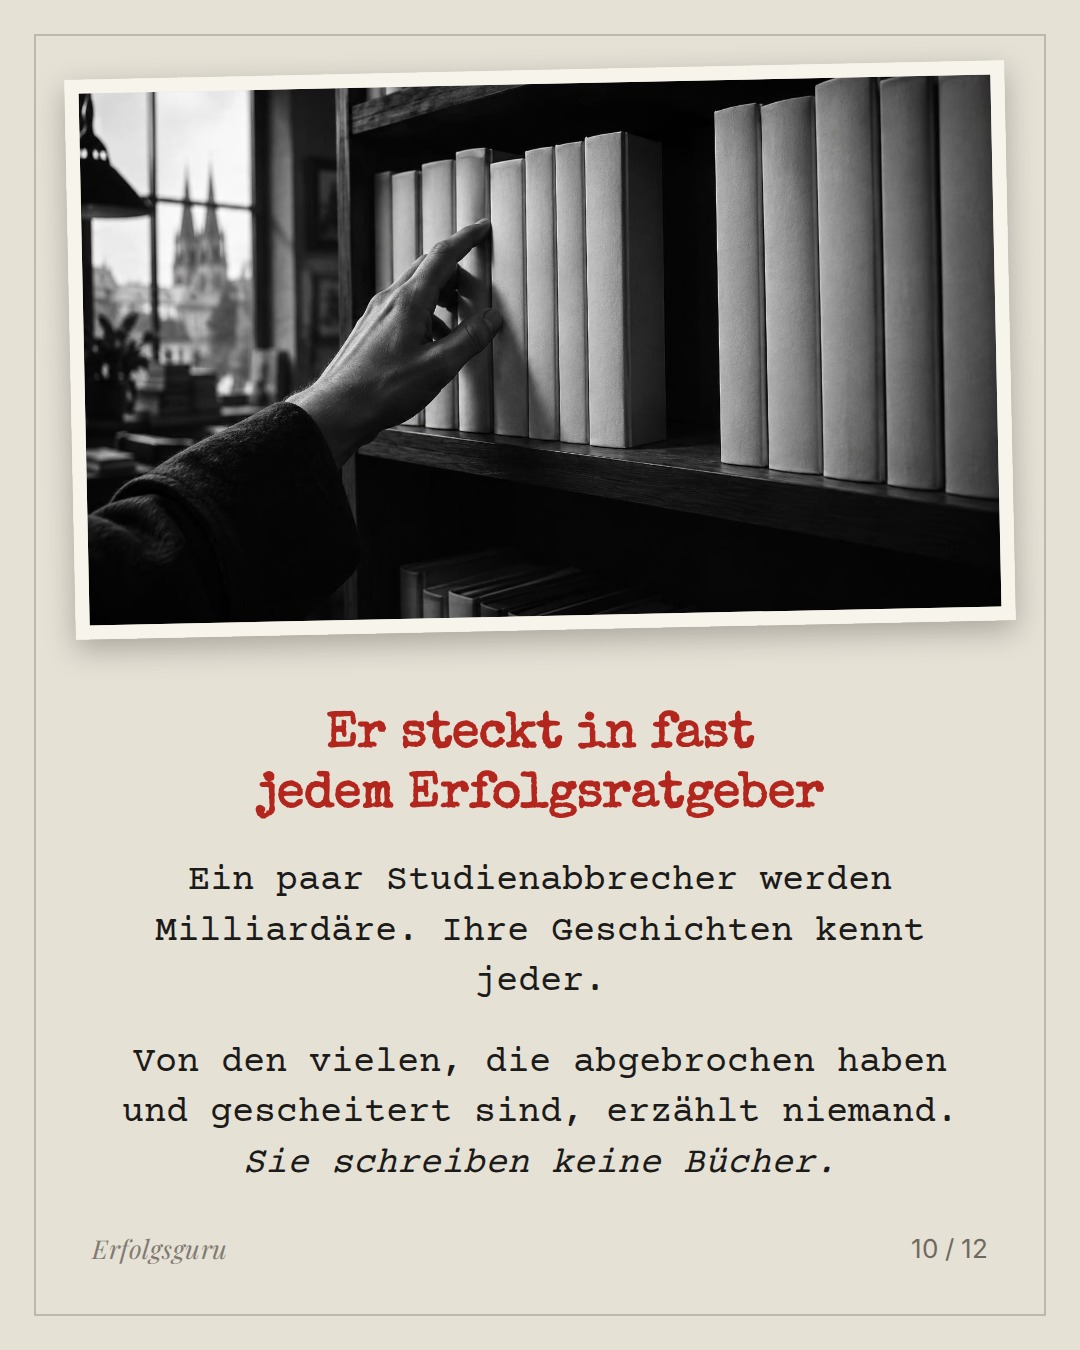 Er steckt in fast
jedem Erfolgsratgeber
Ein paar Studienabbrecher werden
Milliardäre. Ihre Geschichten kennt
jeder.
Von den vielen, die abgebrochen haben
und gescheitert sind, erzählt niemand.
Sie schreiben keine Bücher.
Erfolgsguru
10 / 12